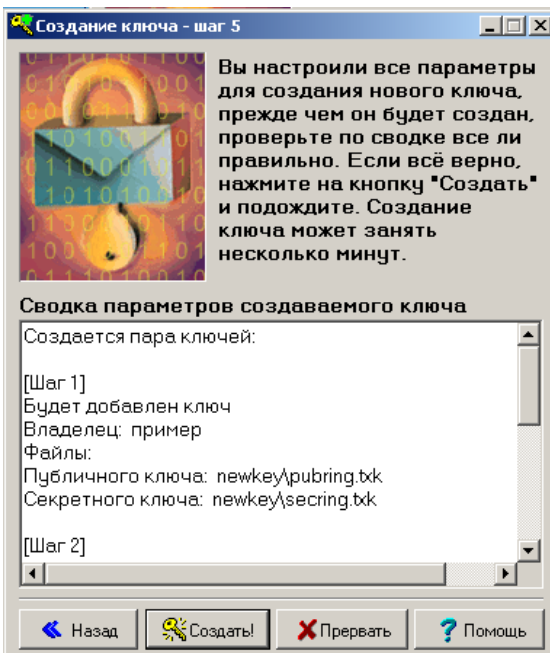 Создание ключа - шаг 5
Вы настроили все параметры
для создания нового ключа,
прежде чем он будет создан,
проверьте по сводке все ли
правильно. Если всё верно,
нажмите на кнопку "Создать"
и подождите. Создание
ключа может занять
несколько минут.
Сводка параметров создаваемого ключа
Создается пара ключей:
[Шаг 1]
Будет добавлен ключ
Владелец: пример
Файлы:
Публичного ключа: newkey\pubring.txk
Секретного ключа: newkey\secring.txk
[Шаг 2]
Назад Создать! Прервать Помощь